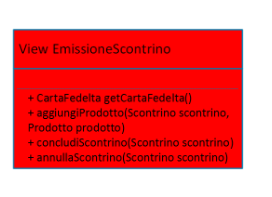 View EmissioneScontrino
+ CartaFedelta getCartaFedelta()
+ aggiungiProdotto(Scontrino scontrino,
Prodotto prodotto)
+ concludiScontrino(Scontrino scontrino)
+ annullaScontrino(Scontrino scontrino)